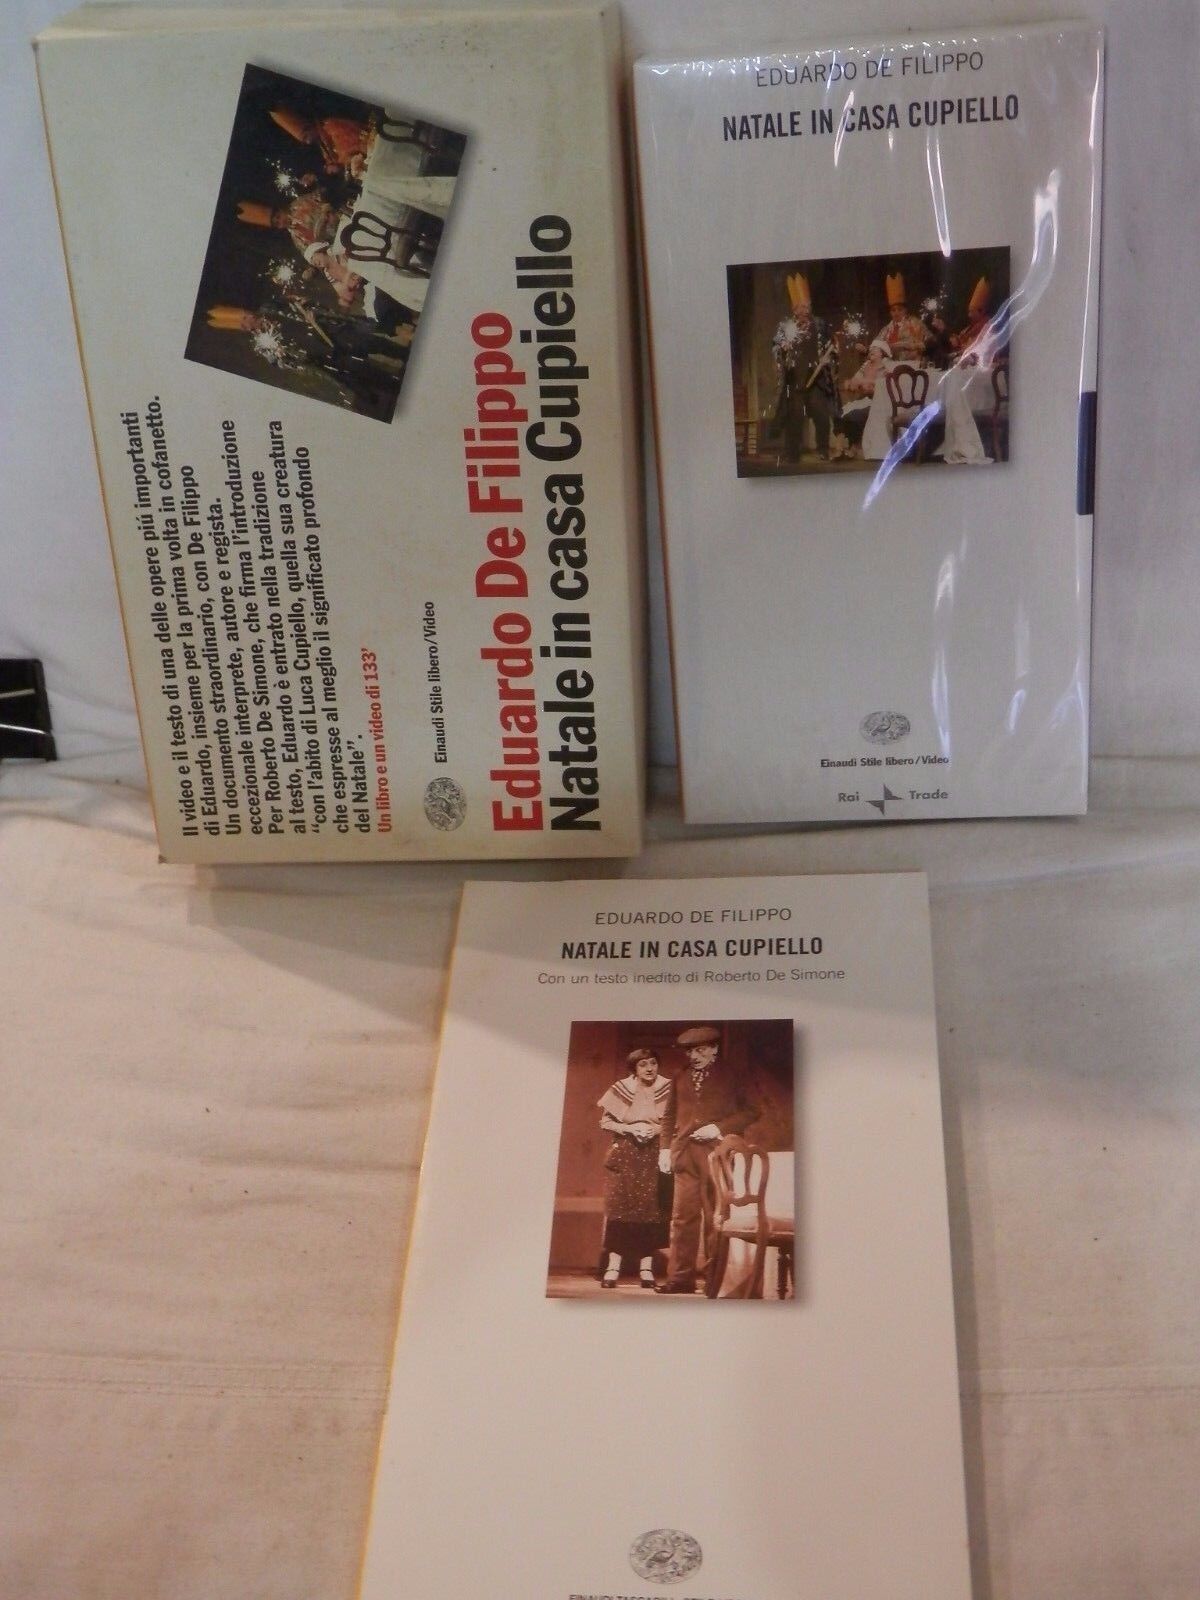 Il video e il testo di una delle opere piú importanti
di Eduardo, insieme per la prima volta in cofanetto.
Un documento straordinario, con De Filippo
eccezionale interprete, autore e regista.
Per Roberto De Simone, che firma l'introduzione
al testo, Eduardo è entrato nella tradizione
"con l'abito di Luca Cupiello, quella sua creatura
che espresse al meglio il significato profondo
del Natale".
Un libro e un video di 133'
Einaudi Stile libero/Video
Eduardo De Filippo
Natale in casa Cupiello
EDUARDO DE FILIPPO
NATALE IN CASA CUPIELLO
Einaudi Stile libero/Video
Rai Trade
EDUARDO DE FILIPPO
NATALE IN CASA CUPIELLO
Con un testo inedito di Roberto De Simone